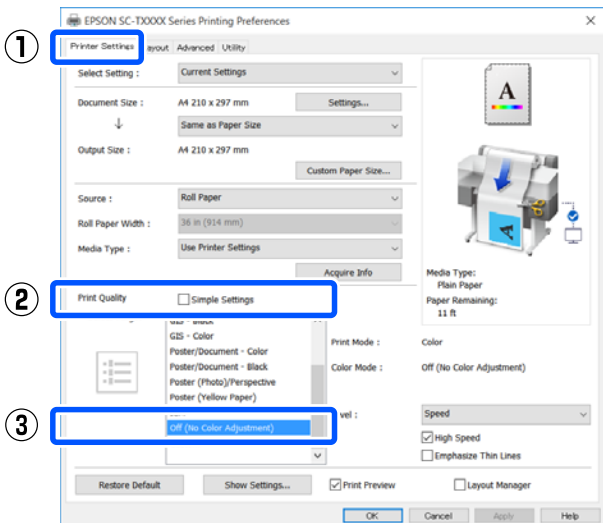 EPSON SC-TXXXX Series Printing Preferences
①
Printer Settings ayout Advanced Utility
Select Setting : Current Settings
Document Size : A4 210 x 297 mm Settings...
Same as Paper Size
Output Size : A4 210 x 297 mm
Custom Paper Size...
Source : Roll Paper
Roll Paper Width : 36 in (914 mm)
Media Type : Use Printer Settings
Acquire Info
A
Media Type:
Plain Paper
Paper Remaining:
11 ft
②
Print Quality Simple Settings
GIS - Color
Poster/Document - Color
Poster/Document - Black
Poster (Photo)/Perspective
Poster (Yellow Paper)
③
Off (No Color Adjustment)
Print Mode : Color
Color Mode : Off (No Color Adjustment)
vel : Speed
High Speed
Emphasize Thin Lines
Restore Default Show Settings... Print Preview Layout Manager
OK Cancel Apply Help